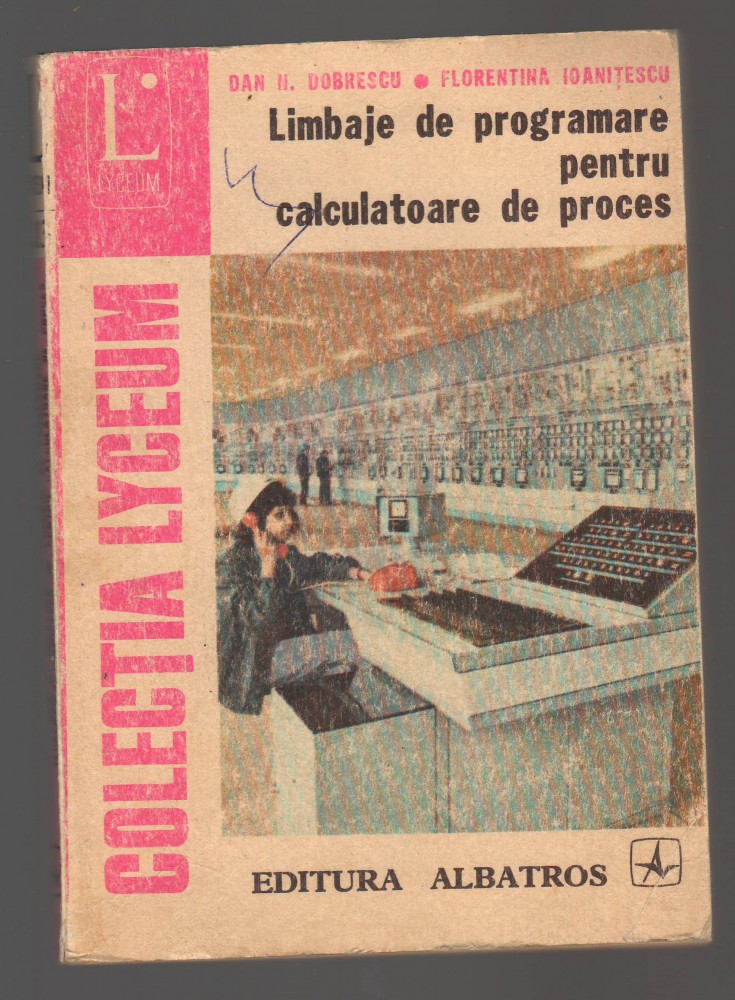 L
LYCEUM
DAN N. DOBRESCU ● FLORENTINA IOANIȚESCU
Limbaje de programare
pentru
calculatoare de proces
COLECȚIA LYCEUM
EDITURA ALBATROS